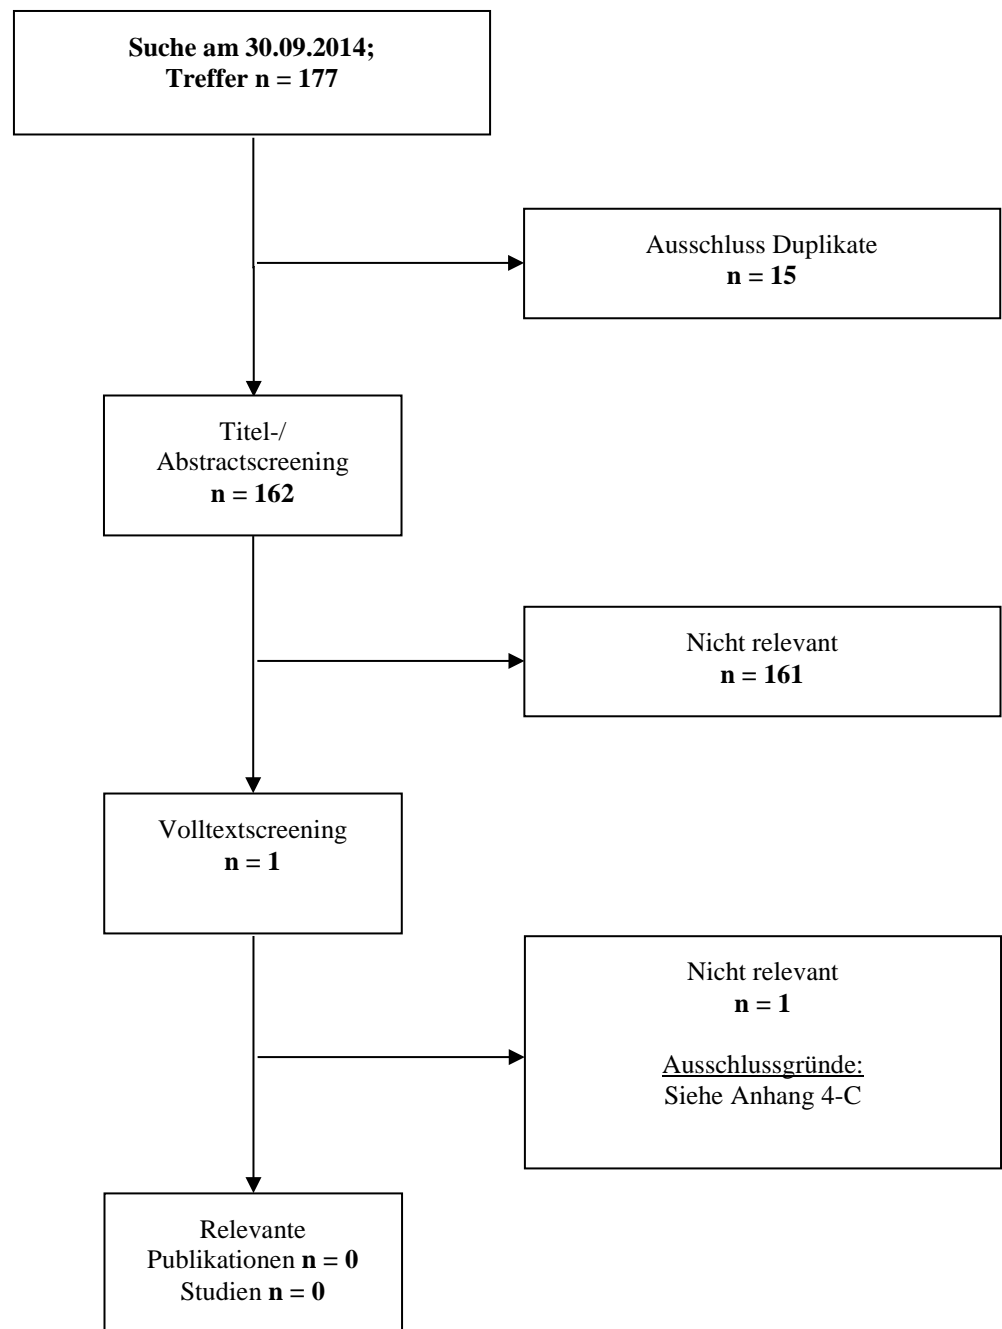 Suche am 30.09.2014;
Treffer n = 177
Ausschluss Duplikate
n = 15
Titel-/
Abstractscreening
n = 162
Nicht relevant
n = 161
Volltextscreening
n = 1
Nicht relevant
n = 1
Ausschlussgründe:
Siehe Anhang 4-C
Relevante
Publikationen n = 0
Studien n = 0